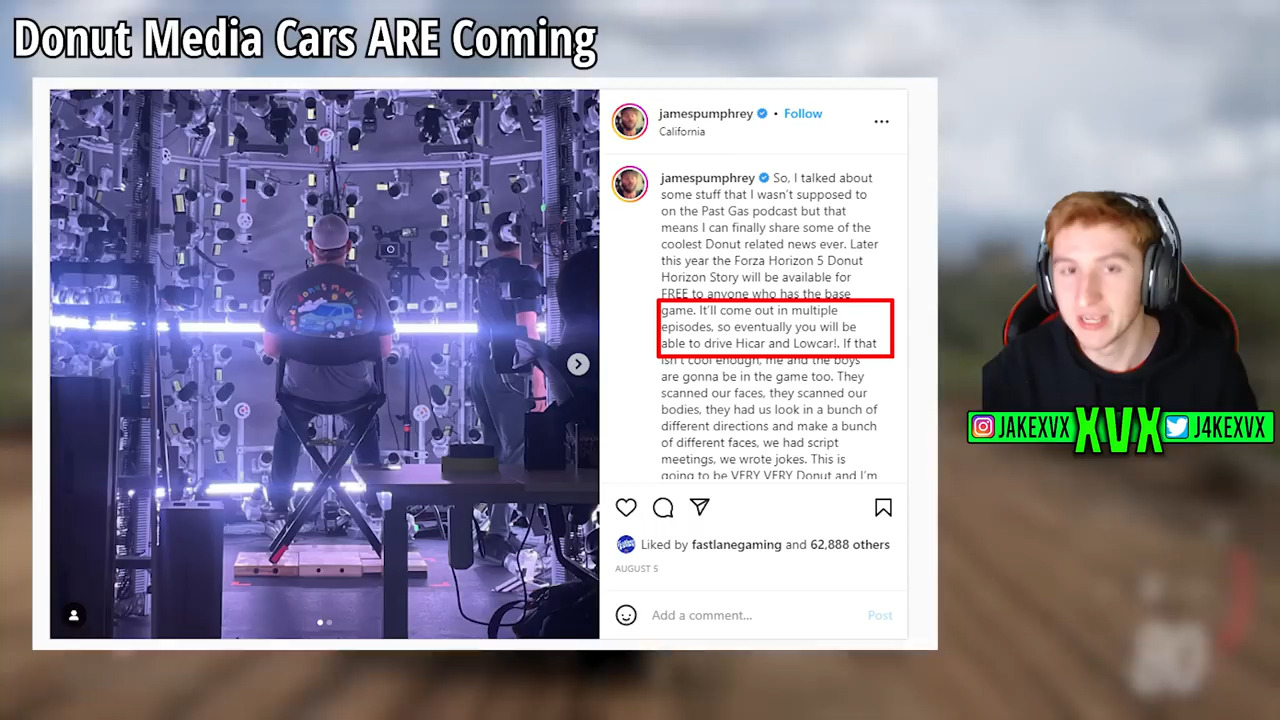 Donut Media Cars ARE Coming
jamespumphrey • Follow
California
jamespumphrey So, I talked about
some stuff that I wasn't supposed to
on the Past Gas podcast but that
means I can finally share some of the
coolest Donut related news ever. Later
this year the Forza Horizon 5 Donut
Horizon Story will be available for
FREE to anyone who has the base
game. It'll come out in multiple
episodes, so eventually you will be
able to drive Hicar and Lowcar!. If that
isn't cool enough, me and the boys
are gonna be in the game too. They
scanned our faces, they scanned our
bodies, they had us look in a bunch of
different directions and make a bunch
of different faces, we had script
meetings, we wrote jokes. This is
going to be VERY VERY Donut and I'm
Liked by fastlanegaming and 62,888 others
AUGUST 5
Add a comment...
Post
donut media
JAKEXVX XVX J4KEXVX